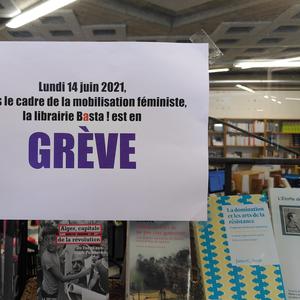 Lundi 14 juin 2021,
s le cadre de la mobilisation féministe,
la librairie Basta ! est en
GRÈVE
Alger, capitale
de la révolution
La domination
et les arts de la
résistance